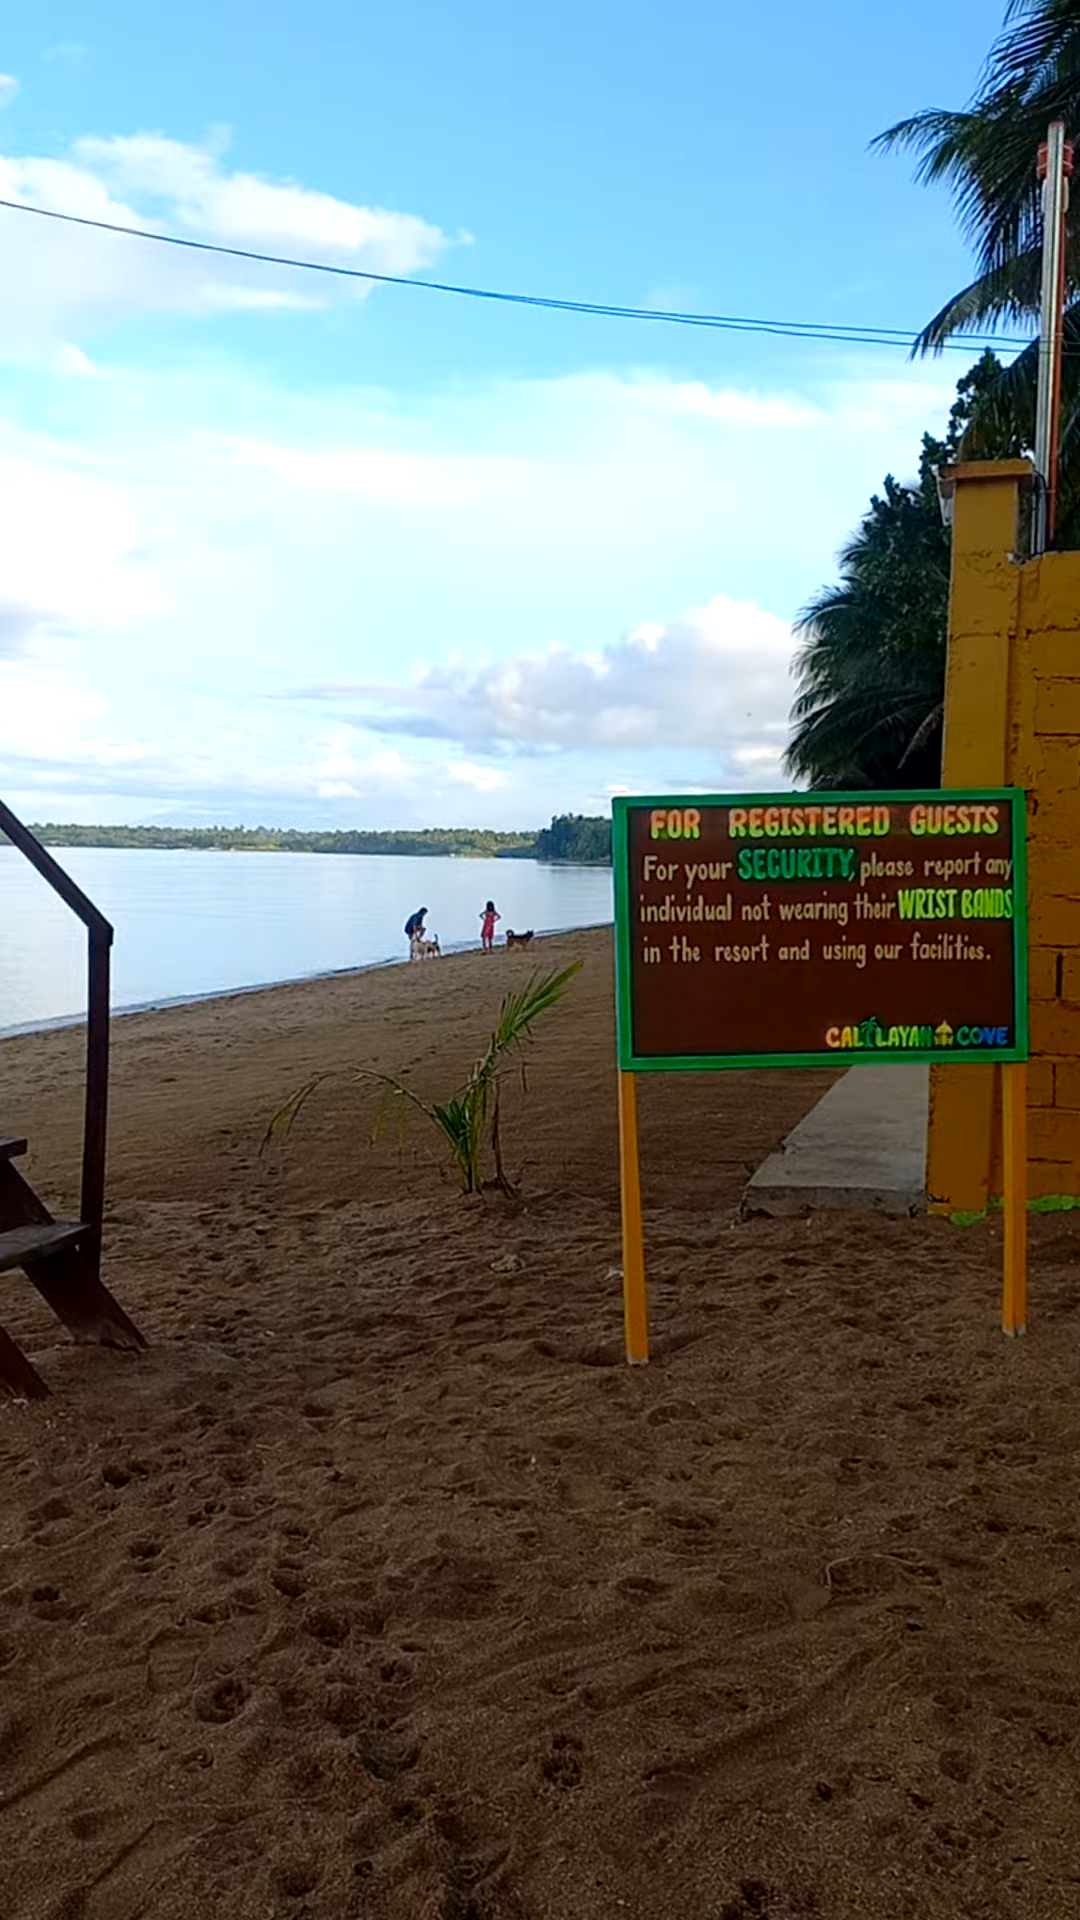 FOR REGISTERED GUESTS
For your SECURITY, please report any
individual not wearing their WRIST BANDS
in the resort and using our facilities.
CALILAYAN COVE